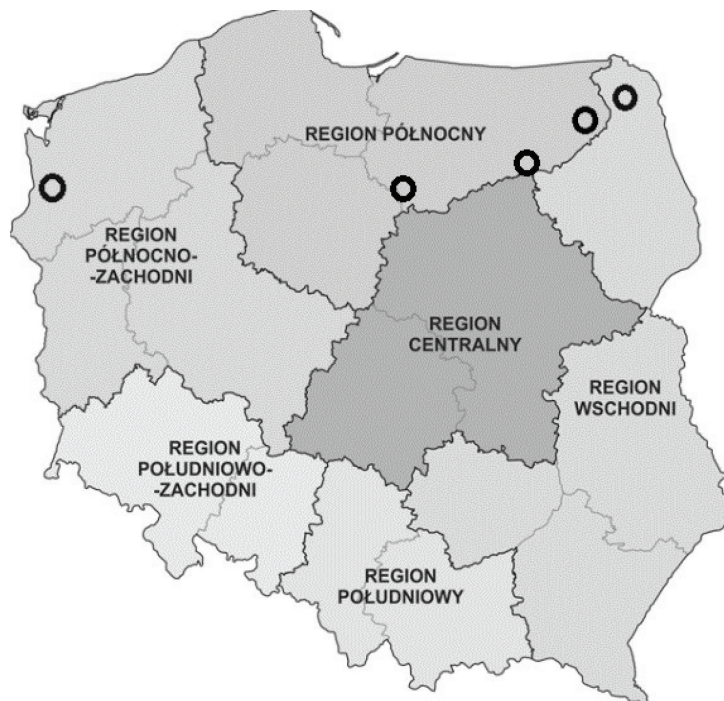 REGION PÓŁNOCNY
REGION
PÓŁNOCNO-
-ZACHODNI
REGION
CENTRALNY
REGION
WSCHODNI
REGION
POŁUDNIOWO-
-ZACHODNI
REGION
POŁUDNIOWY